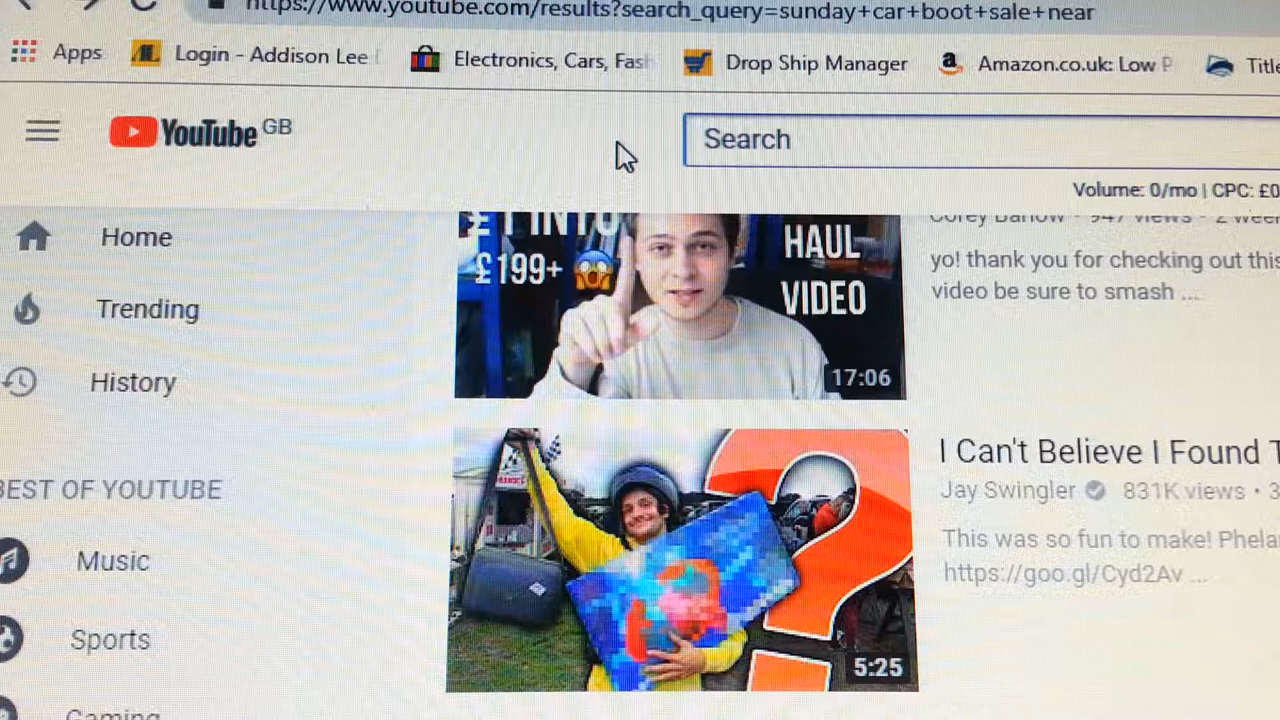 https://www.youtube.com/results?search_query=sunday+car+boot+sale+near
Apps
Login - Addison Lee
Electronics, Cars, Fash
Drop Ship Manager
Amazon.co.uk: Low P
Title
YouTube GB
Search
Volume: 0/mo | CPC: £0
Home
Trending
History
BEST OF YOUTUBE
Music
Sports
Gaming
£1 INTO
£199+
HAUL
VIDEO
17:06
Corey Barlow • 947 views • 2 week
yo! thank you for checking out this
video be sure to smash ...
?
5:25
I Can't Believe I Found T
Jay Swingler 831K views • 3
This was so fun to make! Phela
https://goo.gl/Cyd2Av ...